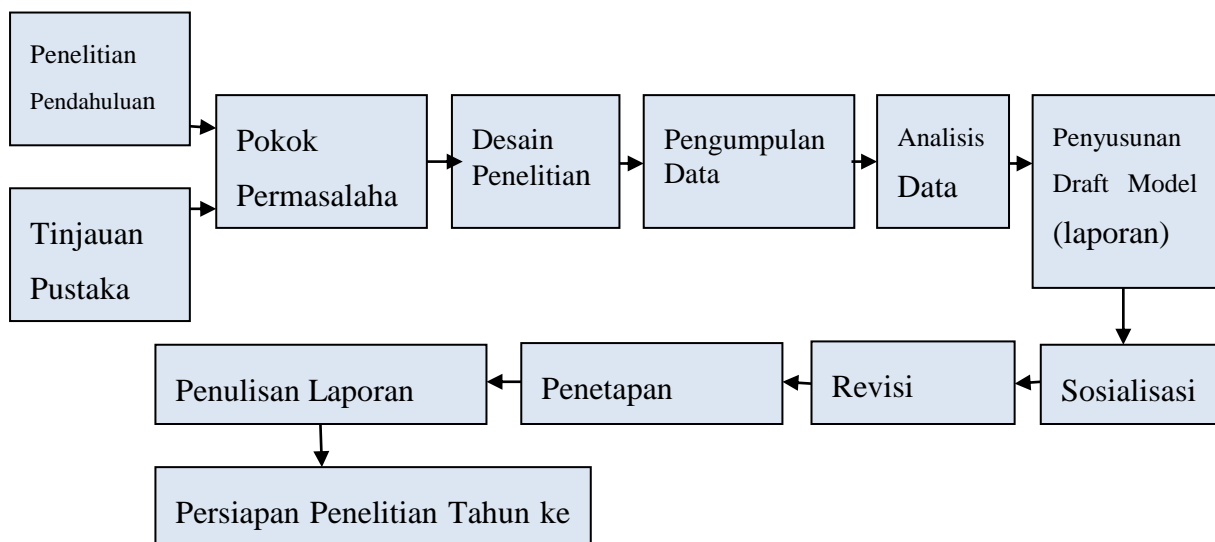 Penelitian
Pendahuluan
Tinjauan
Pustaka
Pokok
Permasalaha
Desain
Penelitian
Pengumpulan
Data
Analisis
Data
Penyusunan
Draft Model
(laporan)
Sosialisasi
Revisi
Penetapan
Penulisan Laporan
Persiapan Penelitian Tahun ke